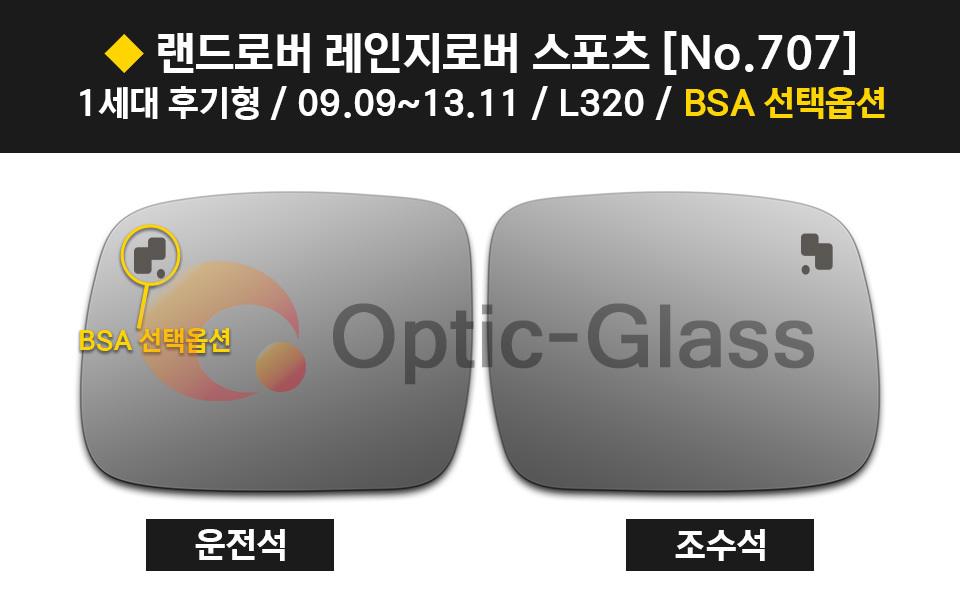 ◆ 랜드로버 레인지로버 스포츠 [No.707]
1세대 후기형 / 09.09~13.11 / L320 / BSA 선택옵션
BSA 선택옵션
Optic-Glass
운전석
조수석